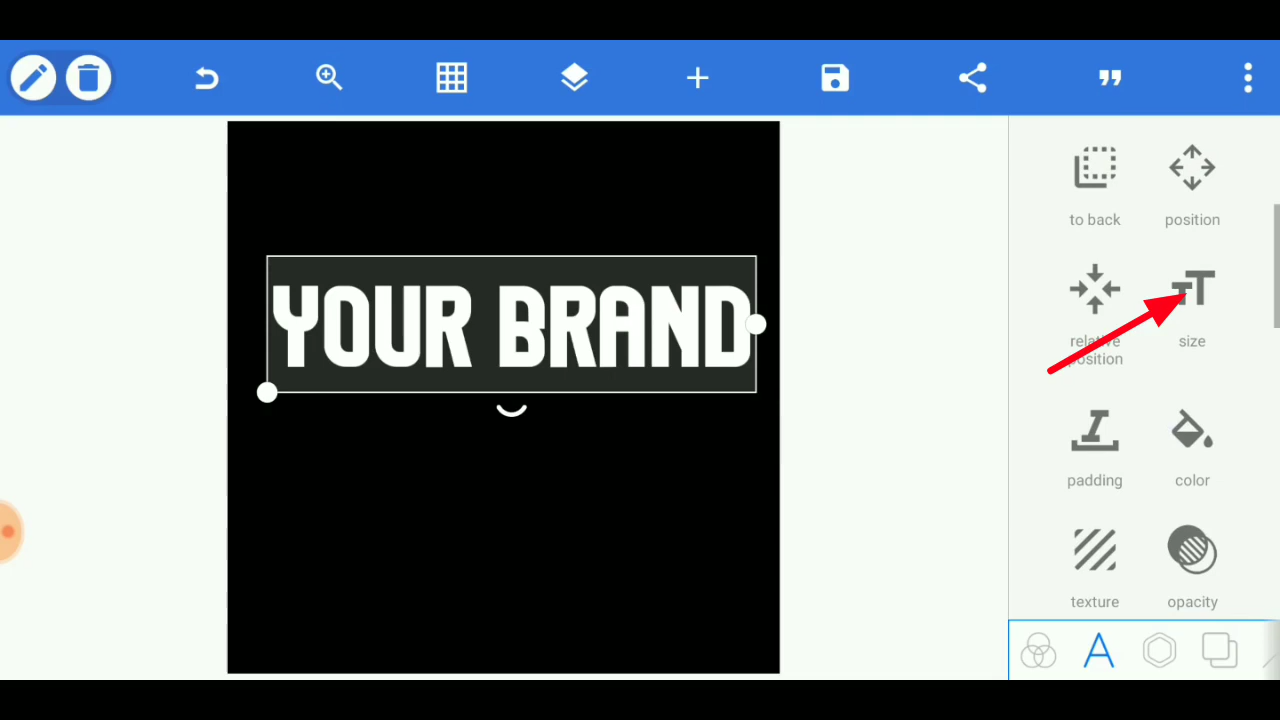 YOUR BRAND
to back
position
relative
position
size
padding
color
texture
opacity